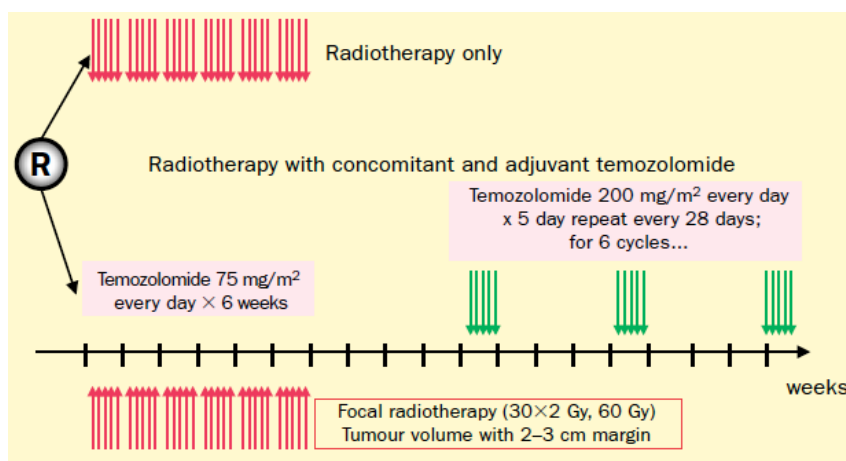 Radiotherapy only
R
Radiotherapy with concomitant and adjuvant temozolomide
Temozolomide 200 mg/m² every day
x 5 day repeat every 28 days;
for 6 cycles...
Temozolomide 75 mg/m²
every day × 6 weeks
weeks
Focal radiotherapy (30×2 Gy, 60 Gy)
Tumour volume with 2–3 cm margin